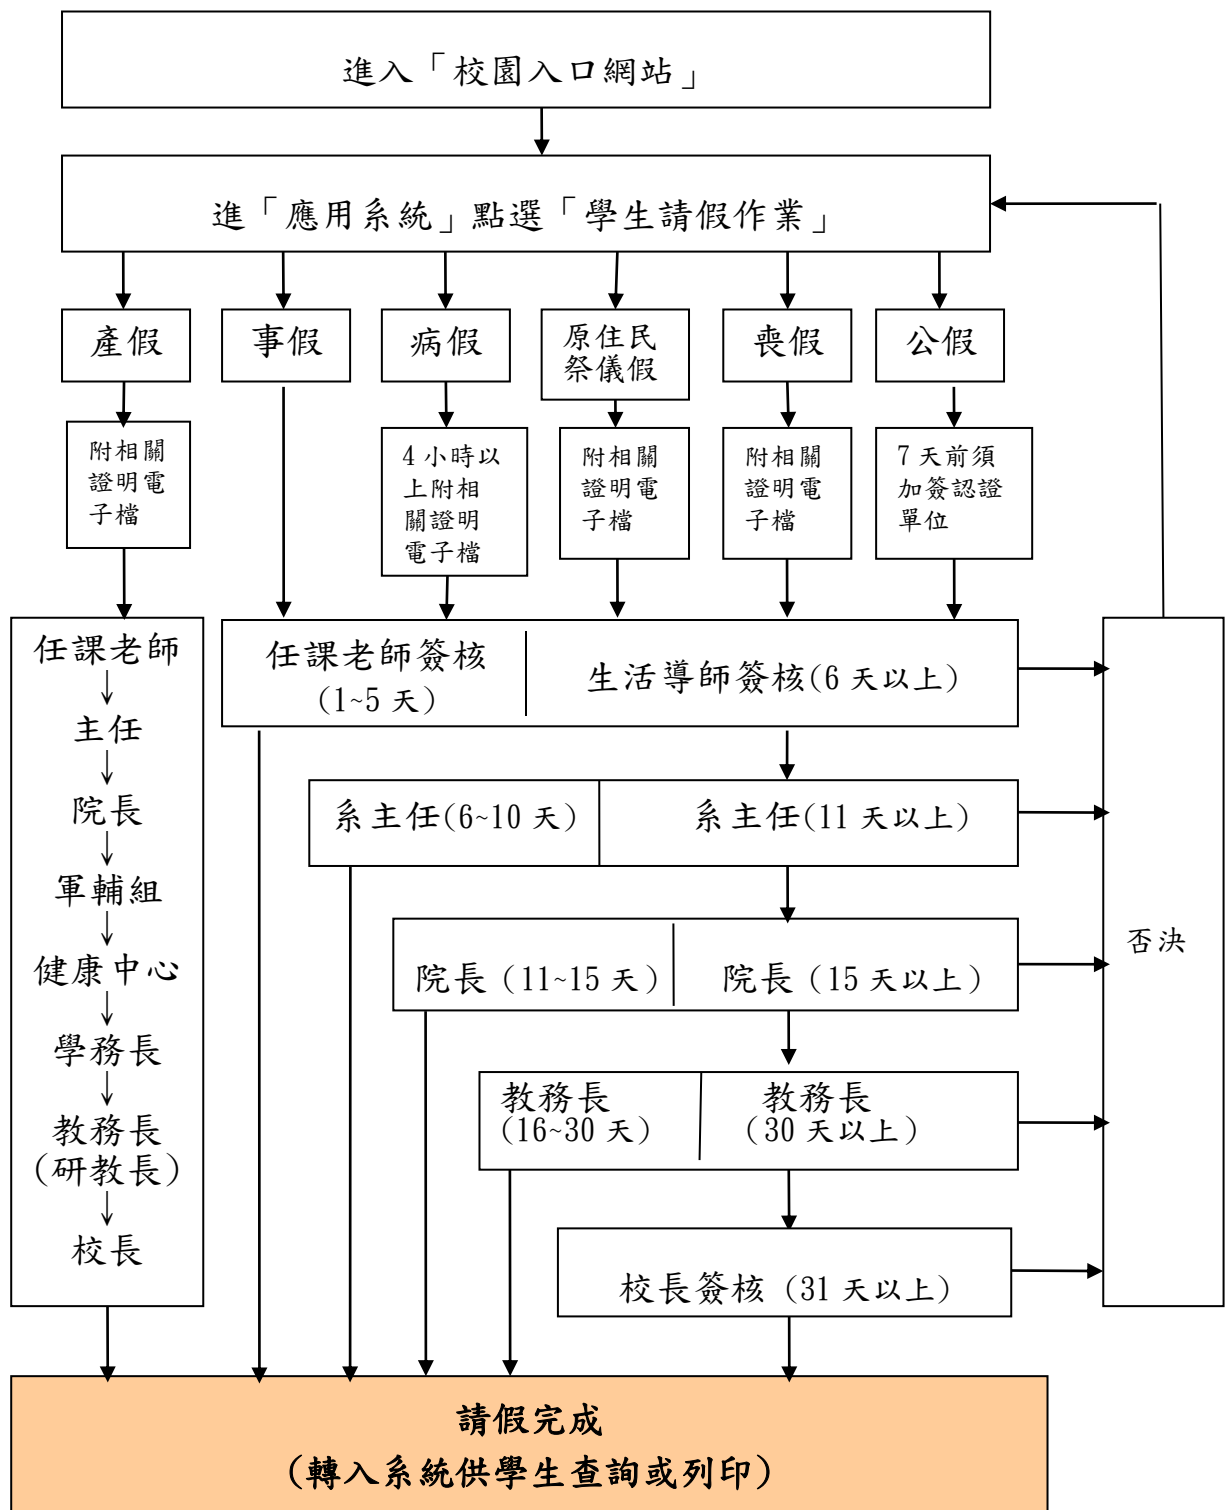 進入「校園入口網站」
進「應用系統」點選「學生請假作業」
產假
事假
病假
原住民
祭儀假
喪假
公假
附相關
證明電
子檔
4 小時以
上附相
關證明
電子檔
附相關
證明電
子檔
附相關
證明電
子檔
7 天前須
加簽認證
單位
任課老師
↓
主任
↓
院長
↓
軍輔組
↓
健康中心
↓
學務長
↓
教務長
(研教長)
↓
校長
任課老師簽核
(1~5 天)
生活導師簽核(6 天以上)
系主任(6~10 天)
系主任(11 天以上)
院長（11~15 天）
院長（15 天以上）
教務長
(16~30 天)
教務長
（30 天以上）
校長簽核（31 天以上）
否決
請假完成
(轉入系統供學生查詢或列印)